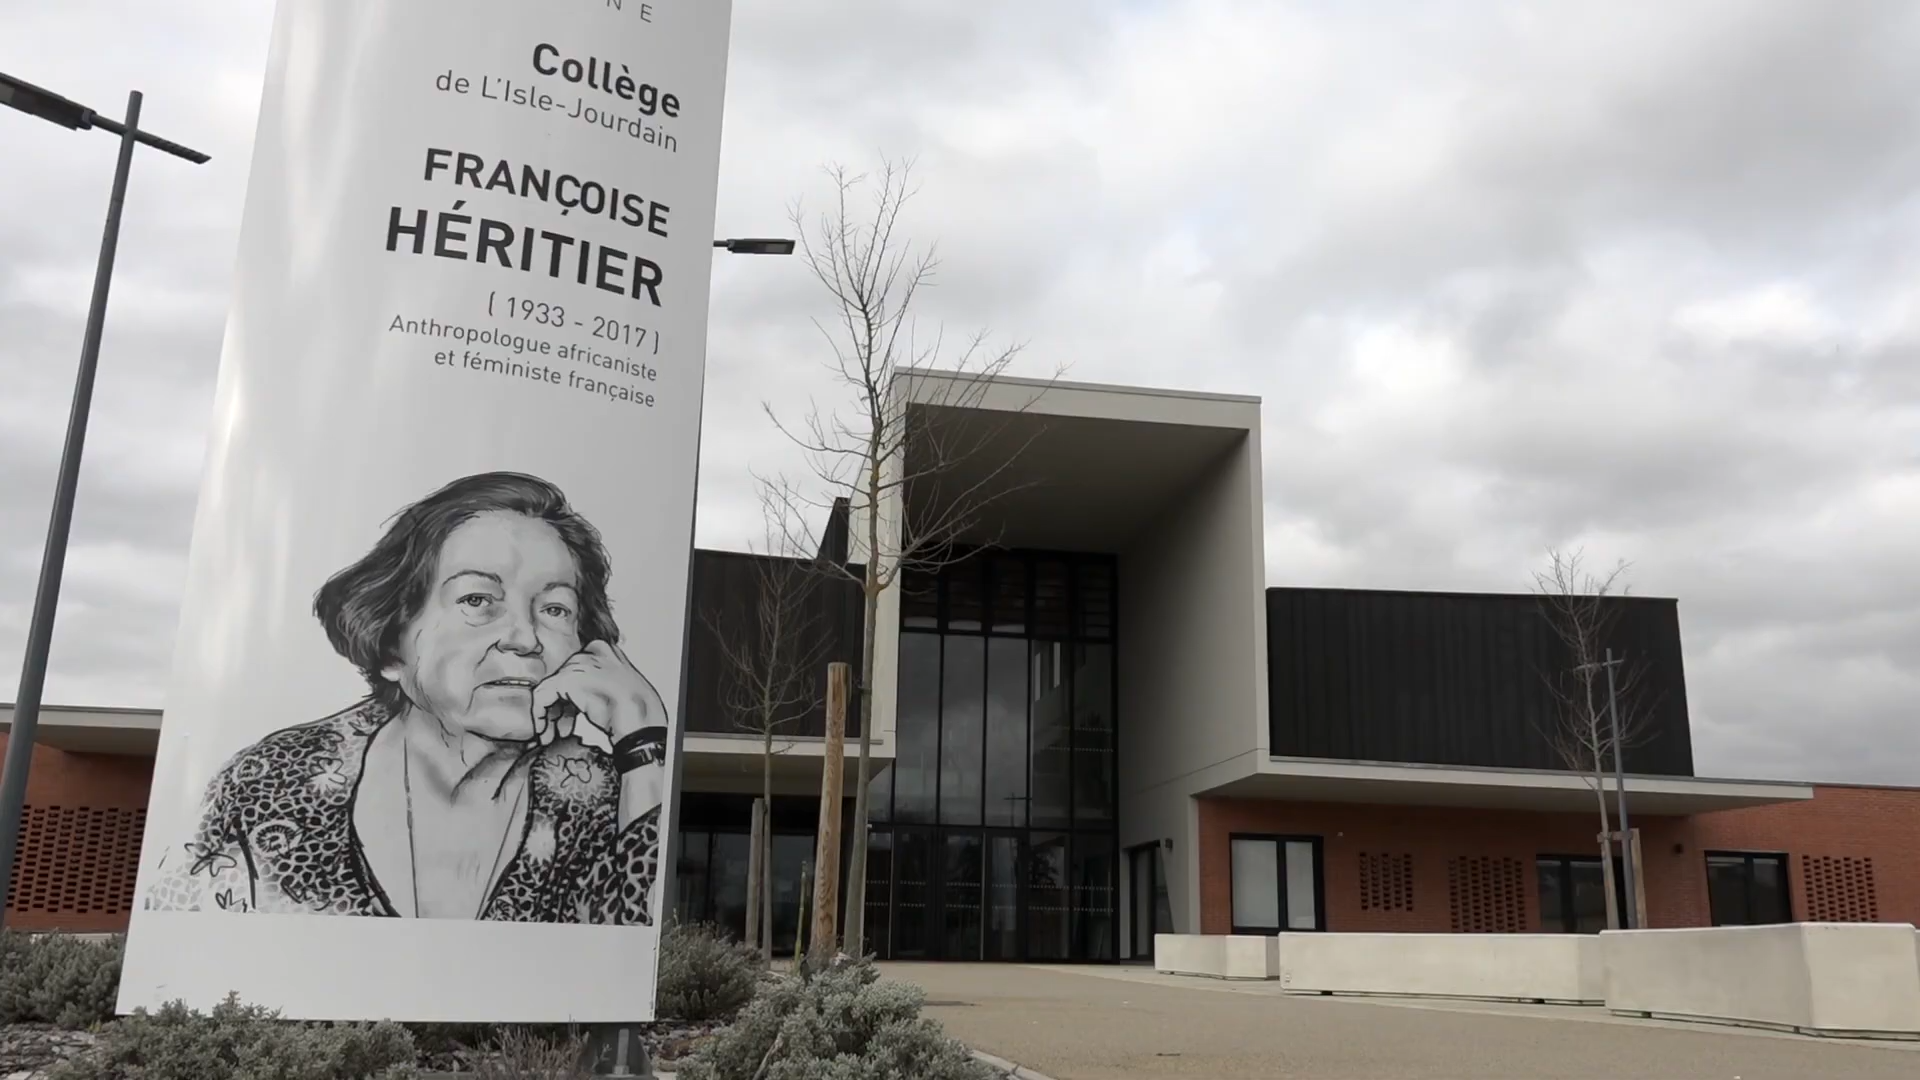 Collège
de L'Isle-Jourdain
FRANÇOISE
HÉRITIER
( 1933 - 2017 )
Anthropologue africaniste
et féministe française